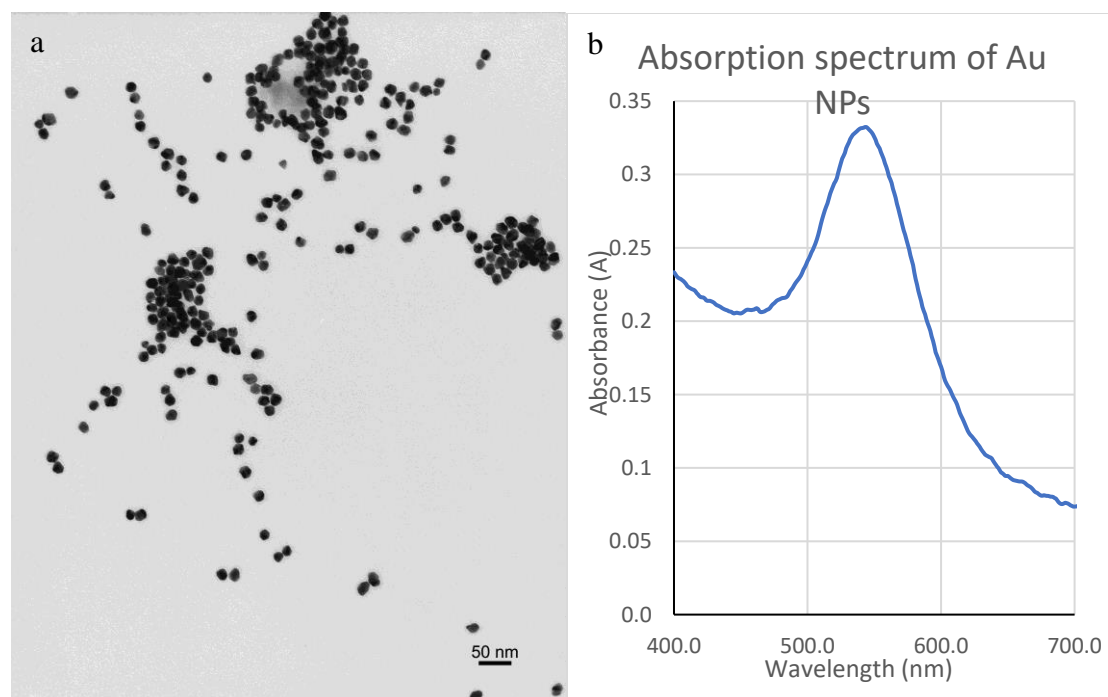 a
50 nm
b
Absorption spectrum of Au
NPs
0.35
0.3
0.25
0.2
0.15
0.1
0.05
0.0
Absorbance (A)
400.0
500.0
600.0
700.0
Wavelength (nm)